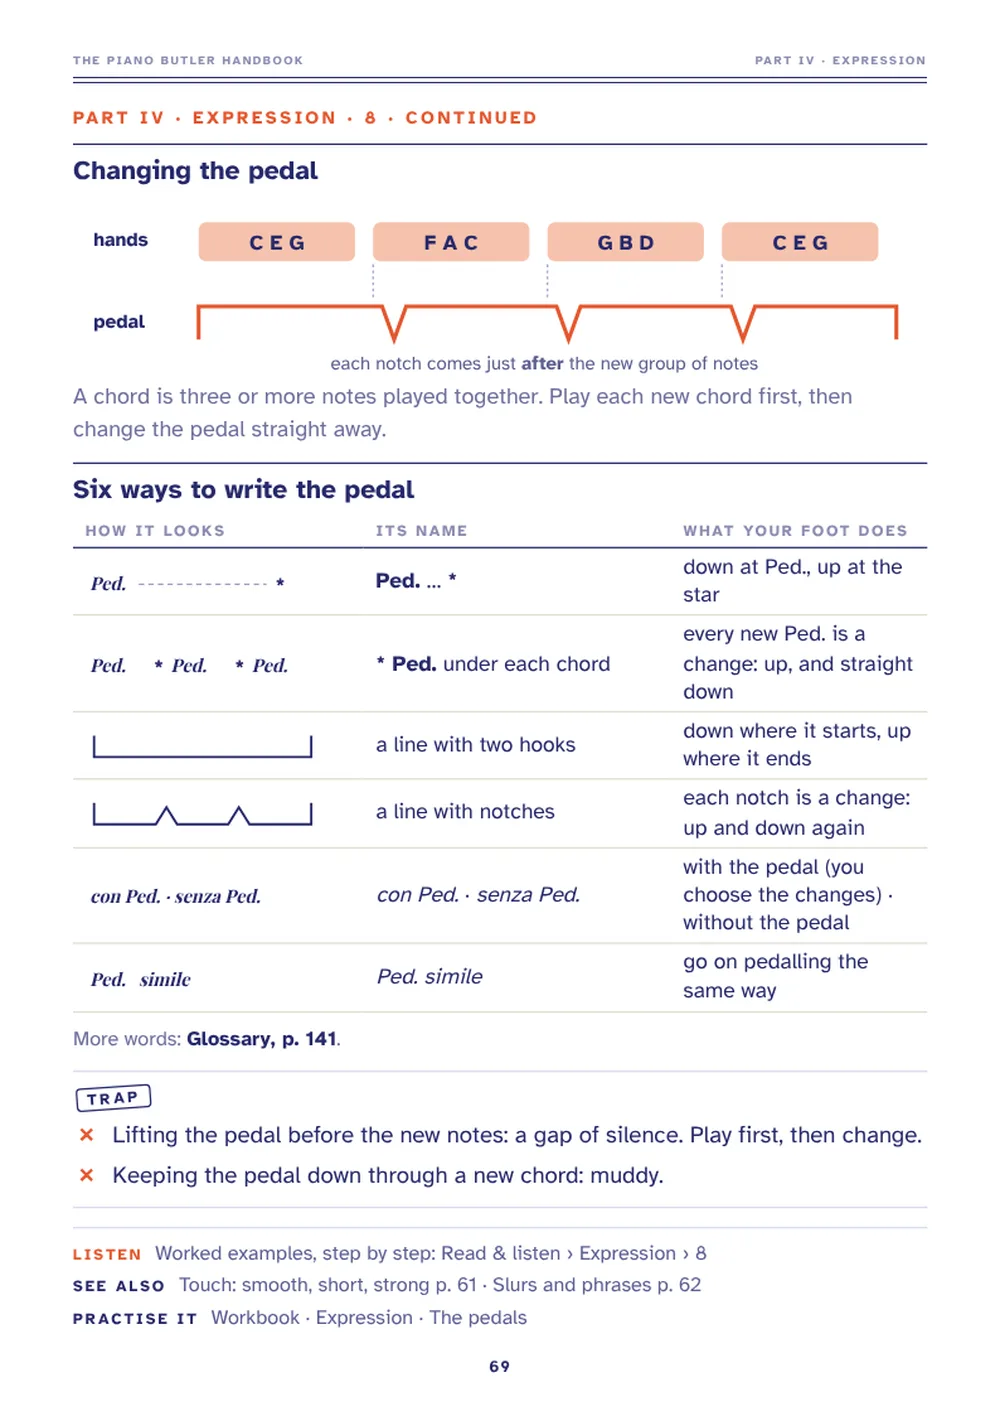 THE PIANO BUTLER HANDBOOK
PART IV · EXPRESSION
PART IV · EXPRESSION · 8 · CONTINUED
Changing the pedal
hands
C E G
F A C
G B D
C E G
pedal
each notch comes just after the new group of notes
A chord is three or more notes played together. Play each new chord first, then
change the pedal straight away.
Six ways to write the pedal
HOW IT LOOKS
ITS NAME
WHAT YOUR FOOT DOES
Ped. -------------- *
Ped. ... *
down at Ped., up at the
star
Ped. * Ped. * Ped.
* Ped. under each chord
every new Ped. is a
change: up, and straight
down
a line with two hooks
down where it starts, up
where it ends
a line with notches
each notch is a change:
up and down again
con Ped. · senza Ped.
con Ped. · senza Ped.
with the pedal (you
choose the changes) ·
without the pedal
Ped. simile
Ped. simile
go on pedalling the
same way
More words: Glossary, p. 141.
TRAP
× Lifting the pedal before the new notes: a gap of silence. Play first, then change.
× Keeping the pedal down through a new chord: muddy.
LISTEN Worked examples, step by step: Read & listen › Expression › 8
SEE ALSO Touch: smooth, short, strong p. 61 · Slurs and phrases p. 62
PRACTISE IT Workbook · Expression · The pedals
69